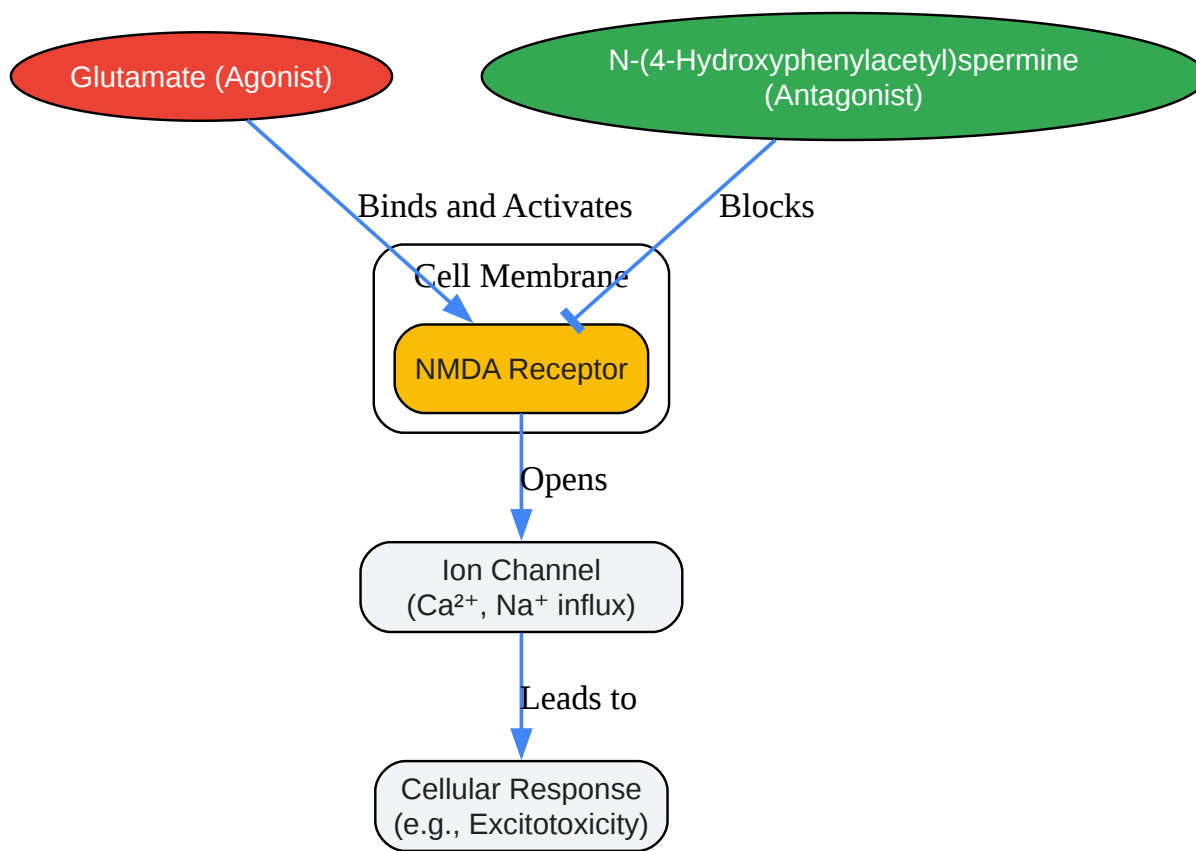 Glutamate (Agonist)
N-(4-Hydroxyphenylacetyl)spermine
(Antagonist)
Binds and Activates
Blocks
Cell Membrane
NMDA Receptor
Opens
Ion Channel
(Ca²⁺, Na⁺ influx)
Leads to
Cellular Response
(e.g., Excitotoxicity)